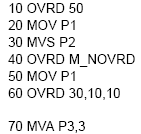 10 OVRD 50
20 MOV P1
30 MVS P2
40 OVRD M_NOVRD
50 MOV P1
60 OVRD 30,10,10
70 MVA P3,3